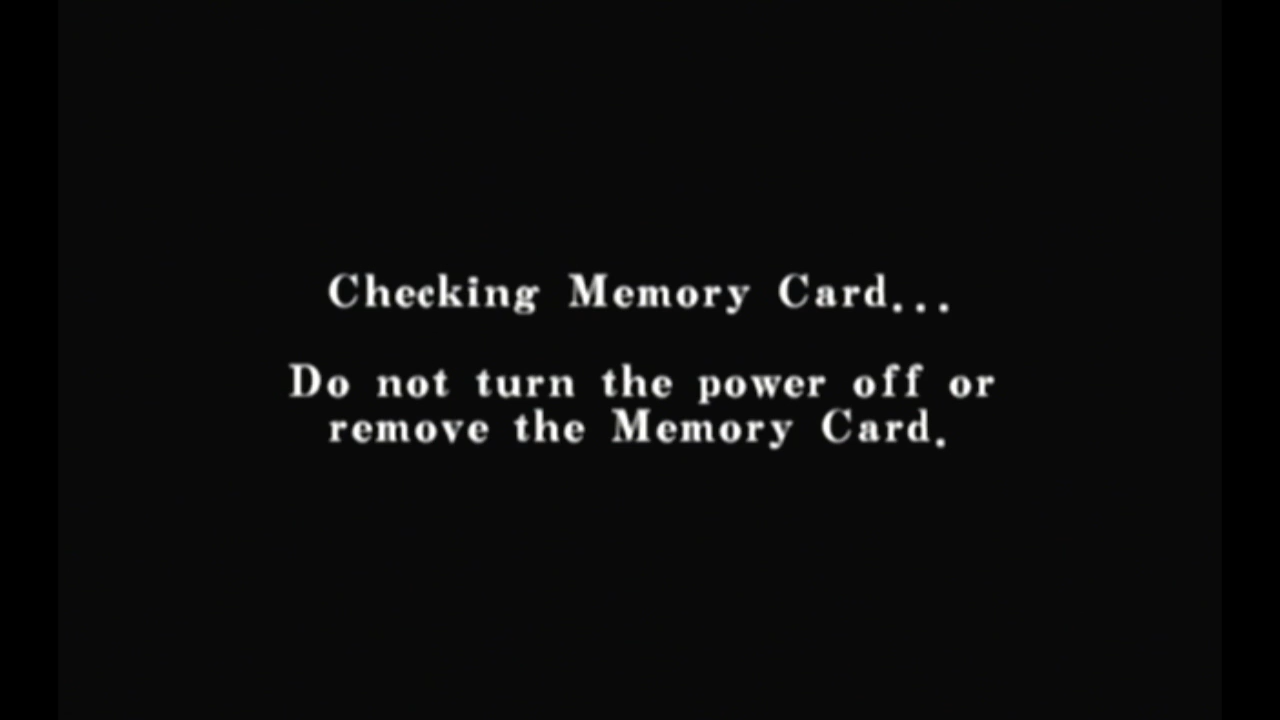 Checking Memory Card...
Do not turn the power off or
remove the Memory Card.